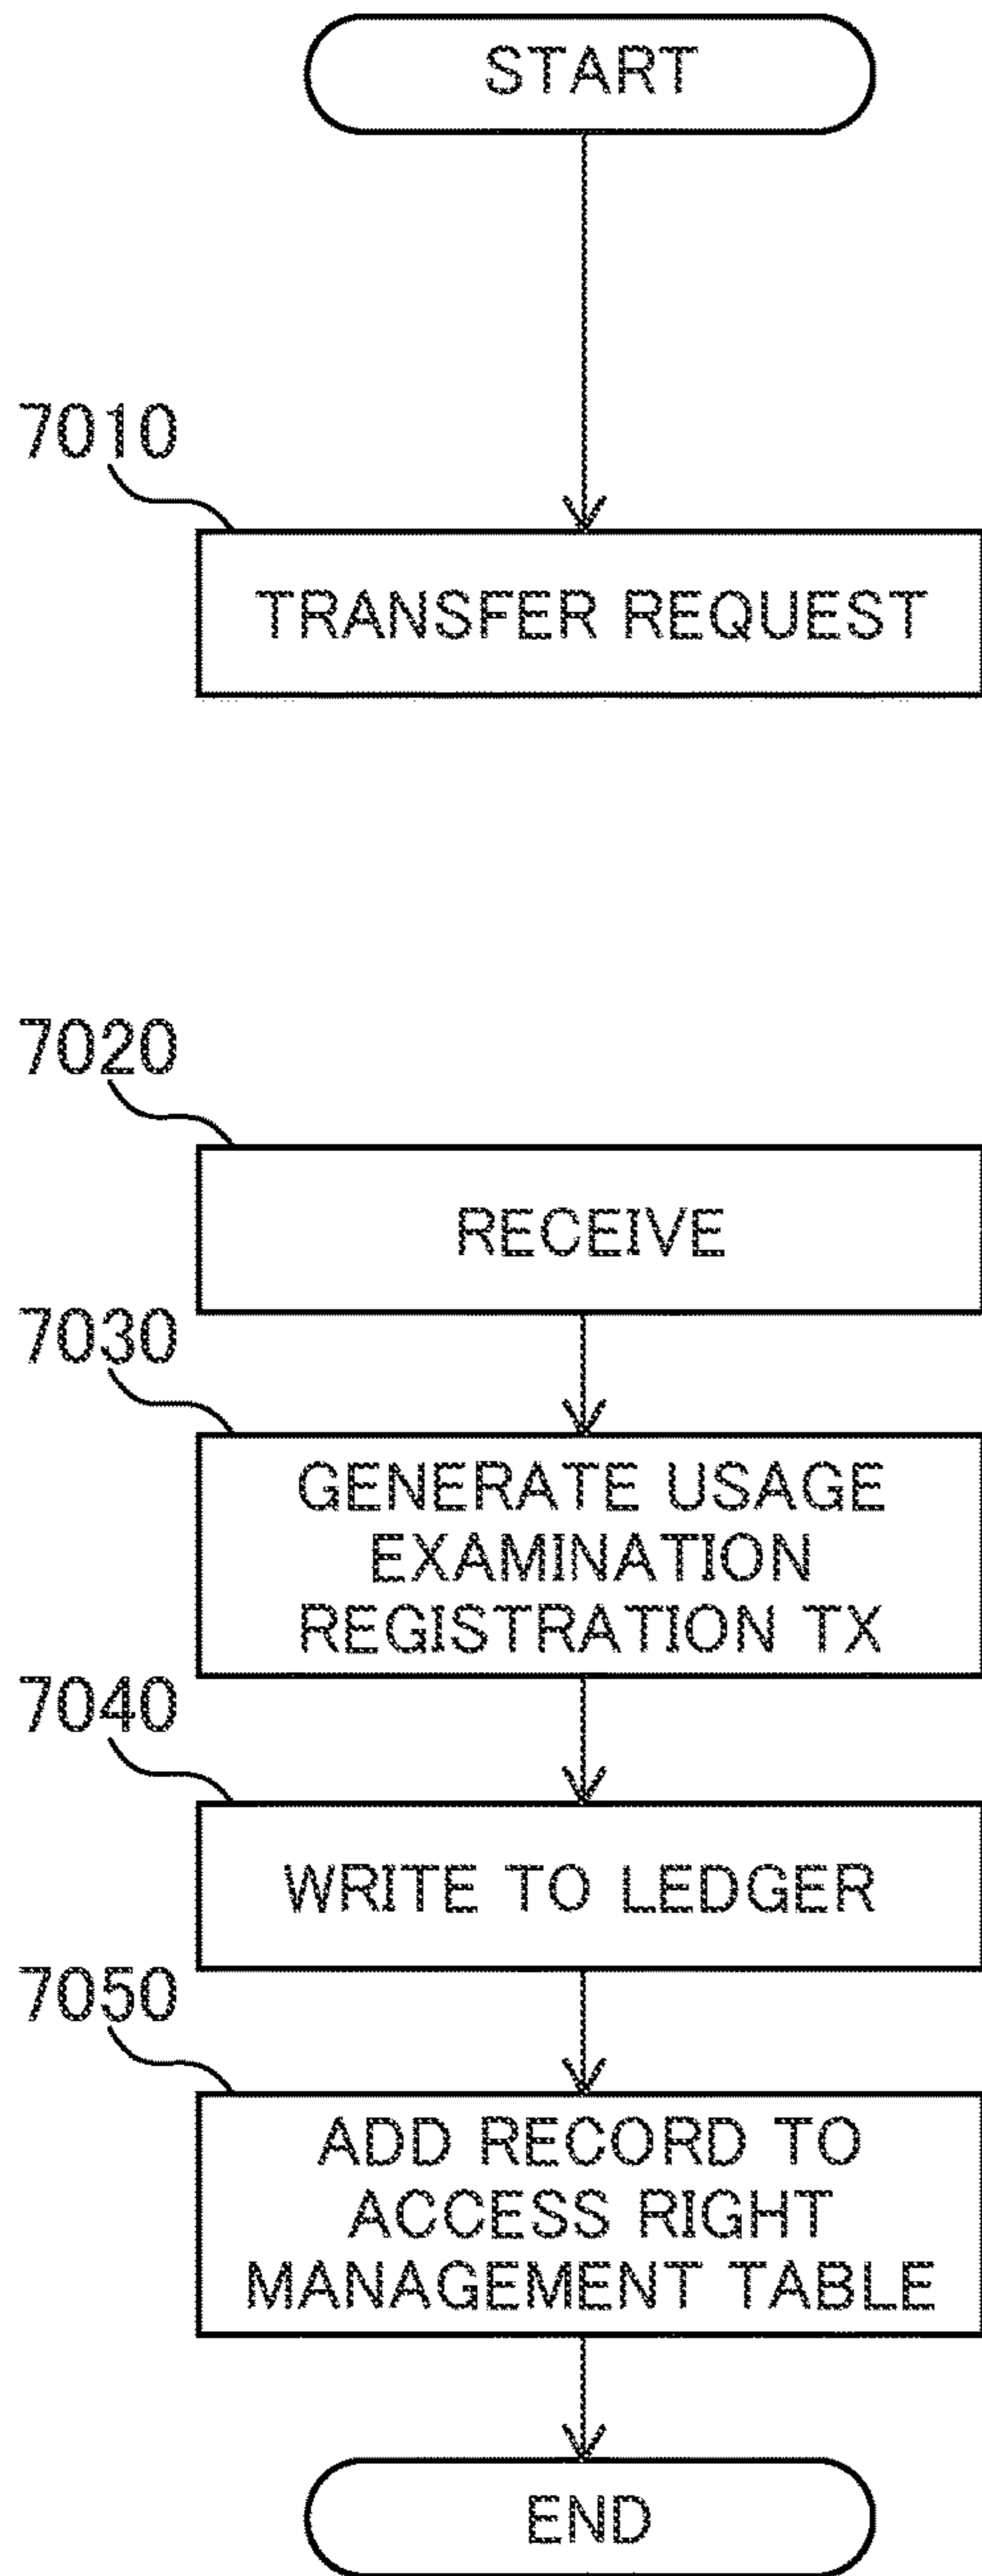 START
7010
TRANSFER REQUEST
7020
RECEIVE
7030
GENERATE USAGE
EXAMINATION
REGISTRATION TX
7040
WRITE TO LEDGER
7050
ADD RECORD TO
ACCESS RIGHT
MANAGEMENT TABLE
END